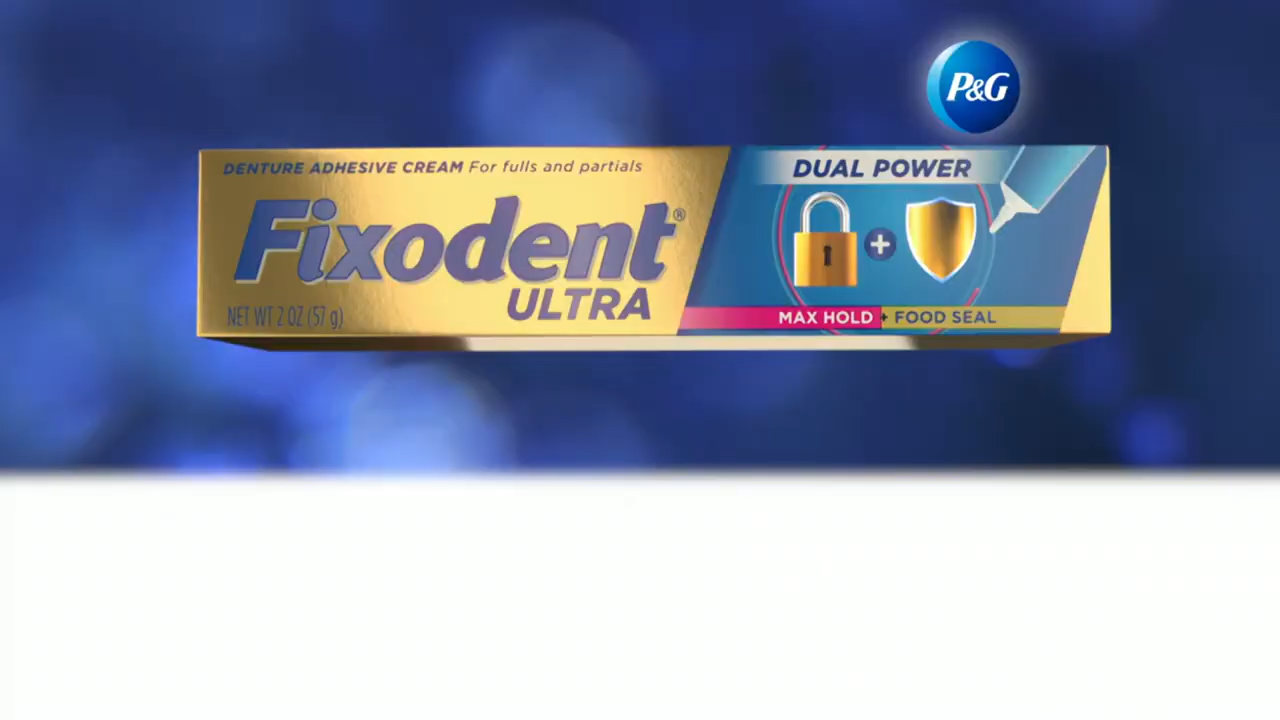 P&G
DENTURE ADHESIVE CREAM For fulls and partials
Fixodent®
ULTRA
NET WT 2 OZ (57 g)
DUAL POWER
+
MAX HOLD + FOOD SEAL